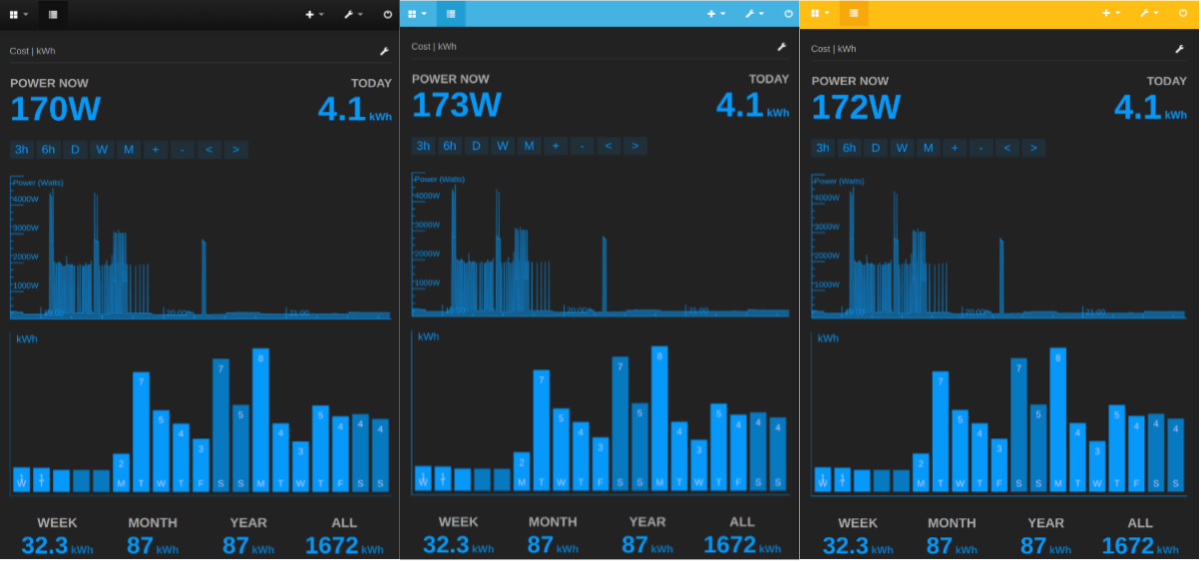 Cost | kWh
POWER NOW TODAY
170W 4.1 kWh
3h 6h D W M + - < >
Power (Watts)
4000W
3000W
2000W
1000W
20:00 21:00
kWh
8
7 7
5 5 5
4 4 4 4 4
3 3
2
W T M T W T F S S M T W T F S S
WEEK MONTH YEAR ALL
32.3 kWh 87 kWh 87 kWh 1672 kWh
Cost | kWh
POWER NOW TODAY
173W 4.1 kWh
3h 6h D W M + - < >
Power (Watts)
4000W
3000W
2000W
1000W
20:00 21:00
kWh
8
7 7
5 5 5
4 4 4 4 4
3 3
2
W T M T W T F S S M T W T F S S
WEEK MONTH YEAR ALL
32.3 kWh 87 kWh 87 kWh 1672 kWh
Cost | kWh
POWER NOW TODAY
172W 4.1 kWh
3h 6h D W M + - < >
Power (Watts)
4000W
3000W
2000W
1000W
20:00 21:00
kWh
8
7 7
5 5 5
4 4 4 4 4
3 3
2
W T M T W T F S S M T W T F S S
WEEK MONTH YEAR ALL
32.3 kWh 87 kWh 87 kWh 1672 kWh